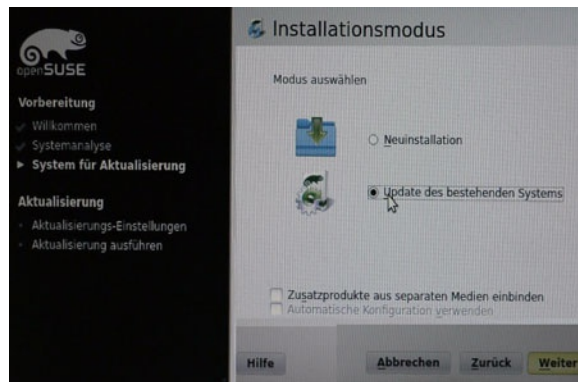 openSUSE
Vorbereitung
Willkommen
Systemanalyse
System für Aktualisierung
Aktualisierung
Aktualisierungs-Einstellungen
Aktualisierung ausführen
Installationsmodus
Modus auswählen
Neuinstallation
Update des bestehenden Systems
Zusatzprodukte aus separaten Medien einbinden
Automatische Konfiguration verwenden
Hilfe
Abbrechen
Zurück
Weiter